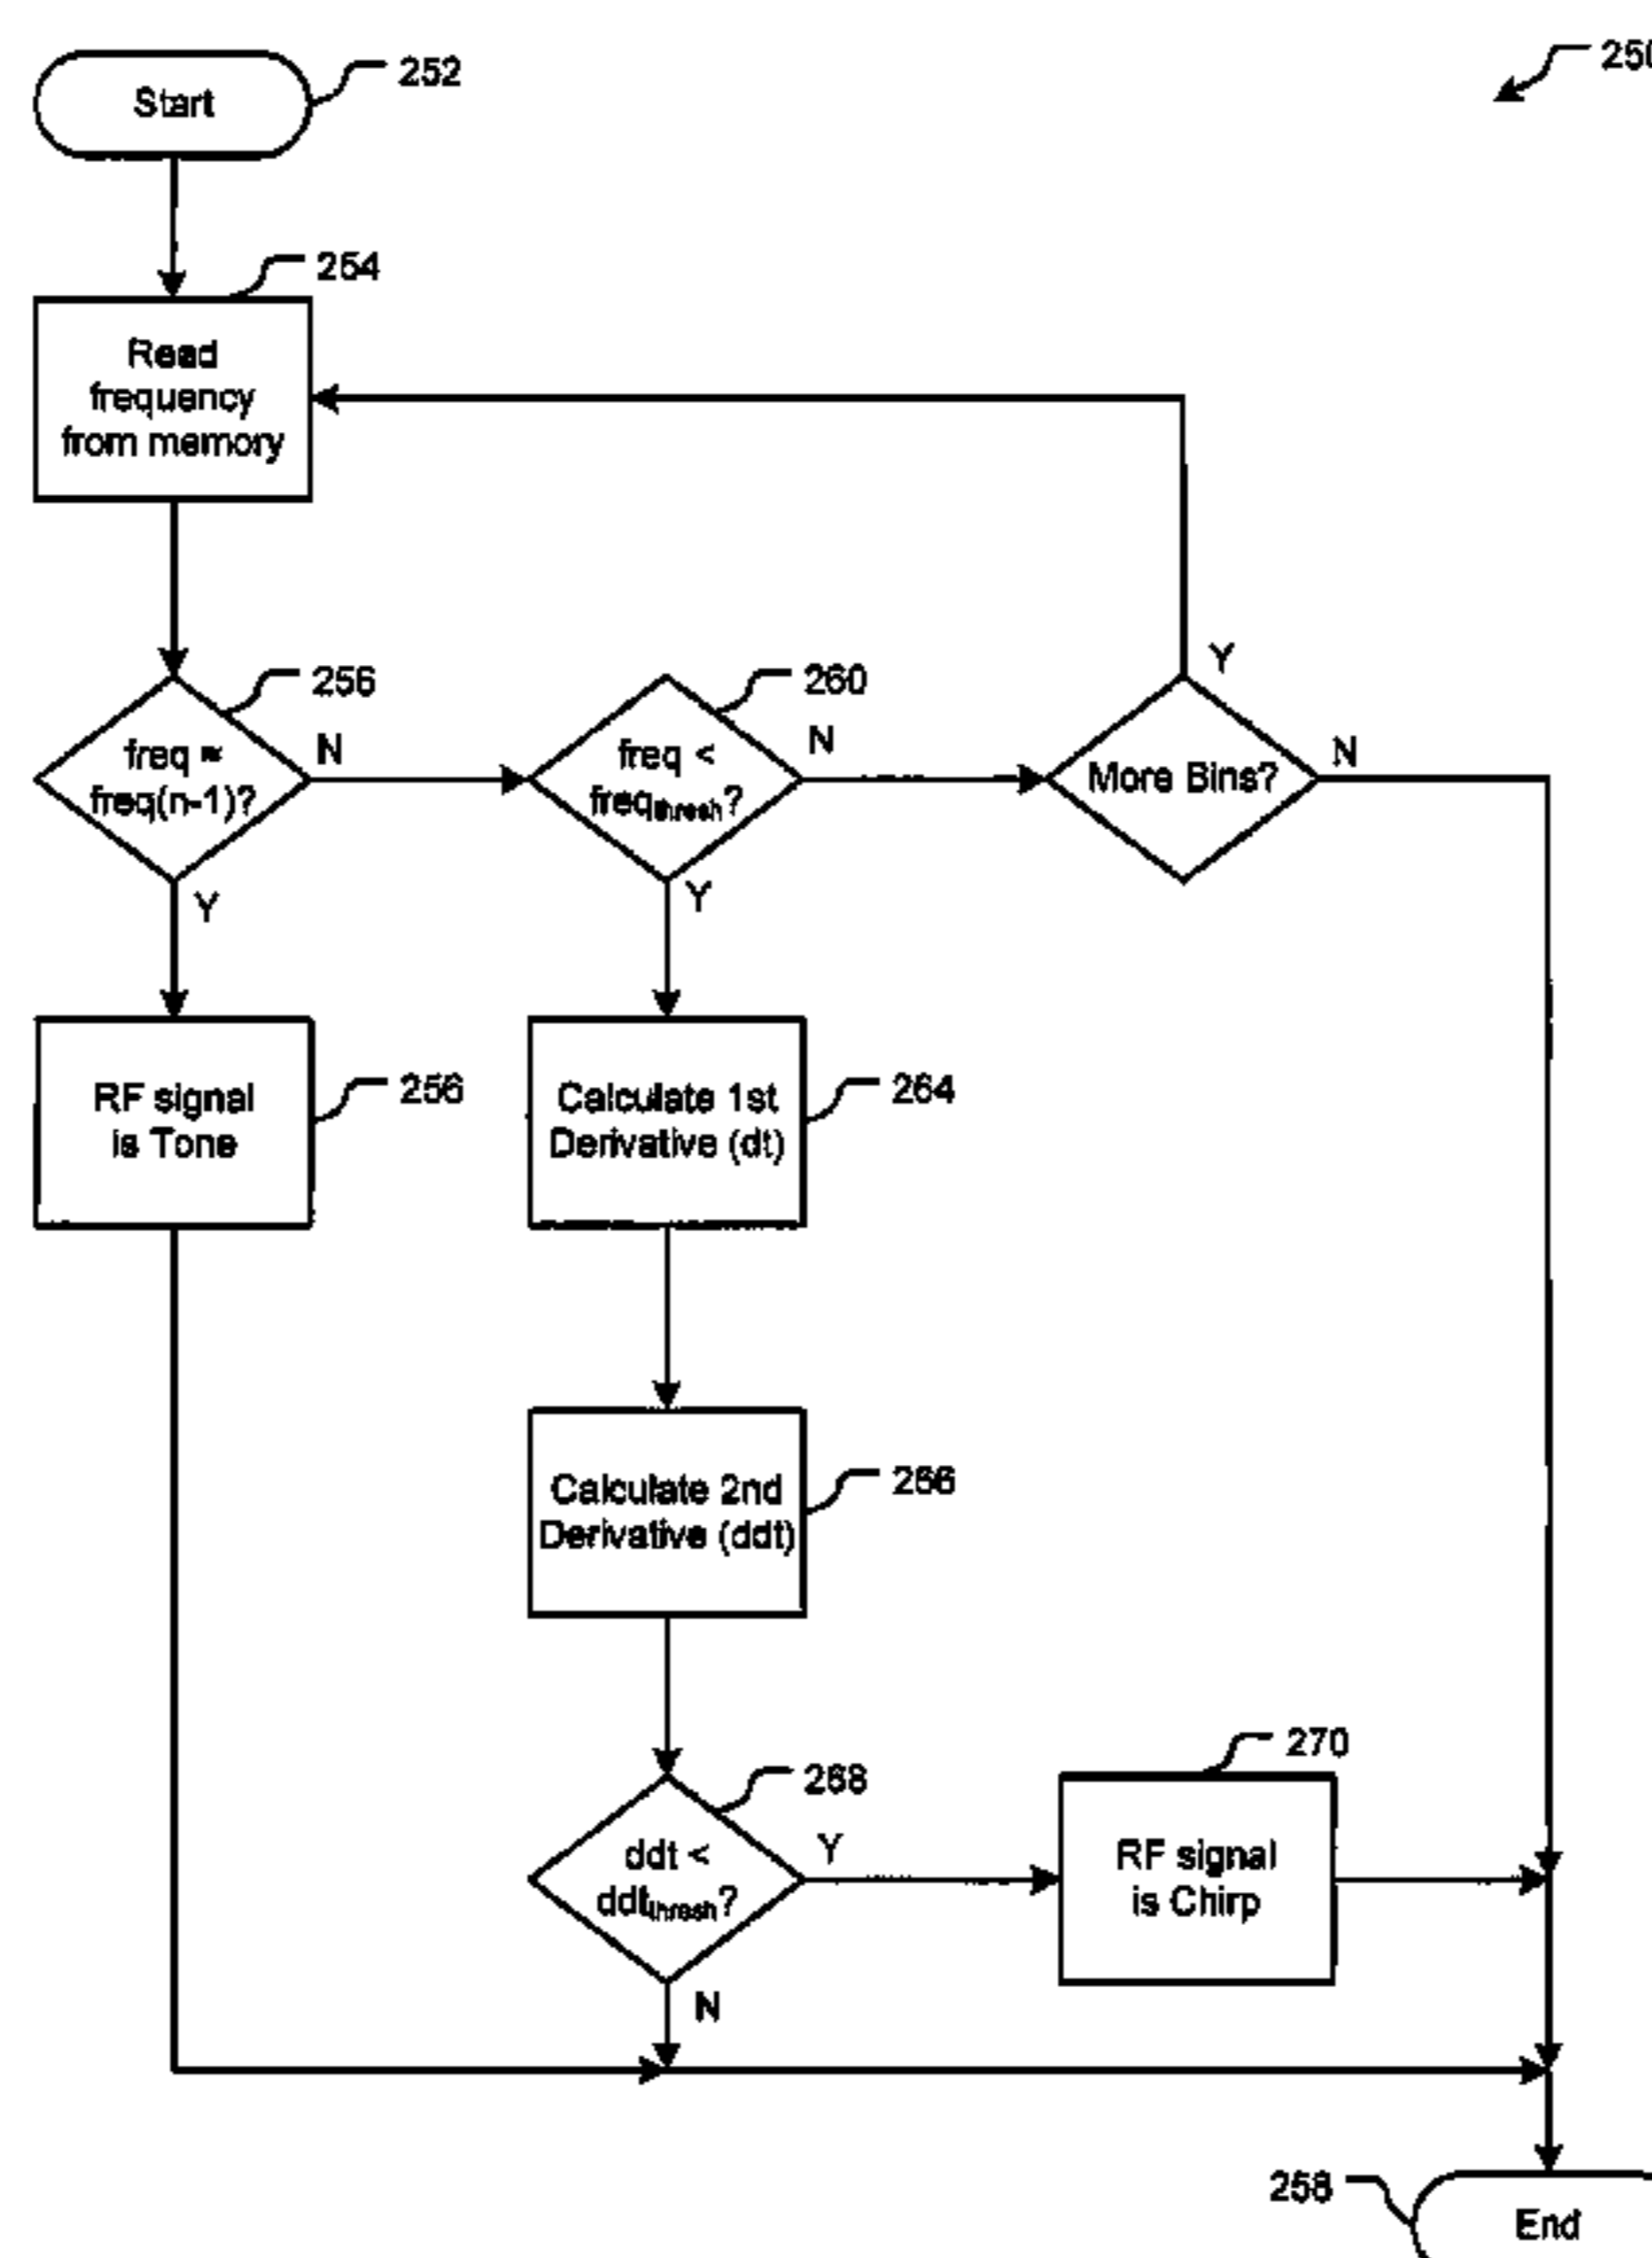 Start
252
250
254
Read
frequency
from memory
256
freq ≈
freq(n-1)?
N
Y
260
freq <
freqthresh?
N
Y
More Bins?
Y
N
RF signal
is Tone
256
Calculate 1st
Derivative (dt)
264
Calculate 2nd
Derivative (ddt)
266
268
ddt <
ddtthresh?
Y
N
270
RF signal
is Chirp
258
End